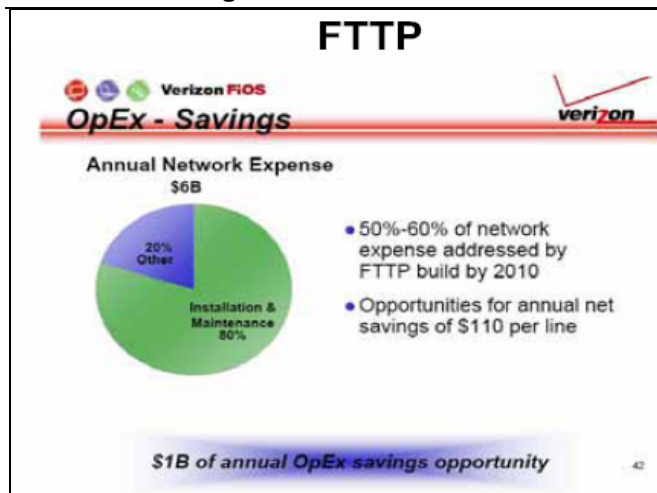 FTTP
Verizon FiOS
OpEx - Savings
verizon
Annual Network Expense
$6B
20%
Other
Installation &
Maintenance
80%
• 50%-60% of network
expense addressed by
FTTP build by 2010
• Opportunities for annual net
savings of $110 per line
$1B of annual OpEx savings opportunity
42